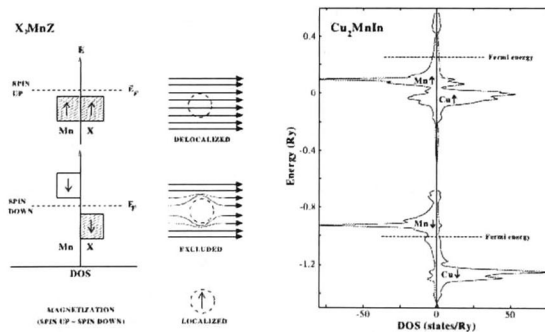 X₂MnZ
E
SPIN
UP
E_F
Mn X
DELOCALIZED
SPIN
DOWN
E_F
Mn X
DOS
EXCLUDED
MAGNETIZATION
(SPIN UP - SPIN DOWN)
LOCALIZED
Cu₂MnIn
Energy (Ry)
0.4
0
-0.4
-0.8
-1.2
Fermi energy
Mn↑
Cu↑
Mn↓
Fermi energy
Cu↓
-50 0 50
DOS (states/Ry)